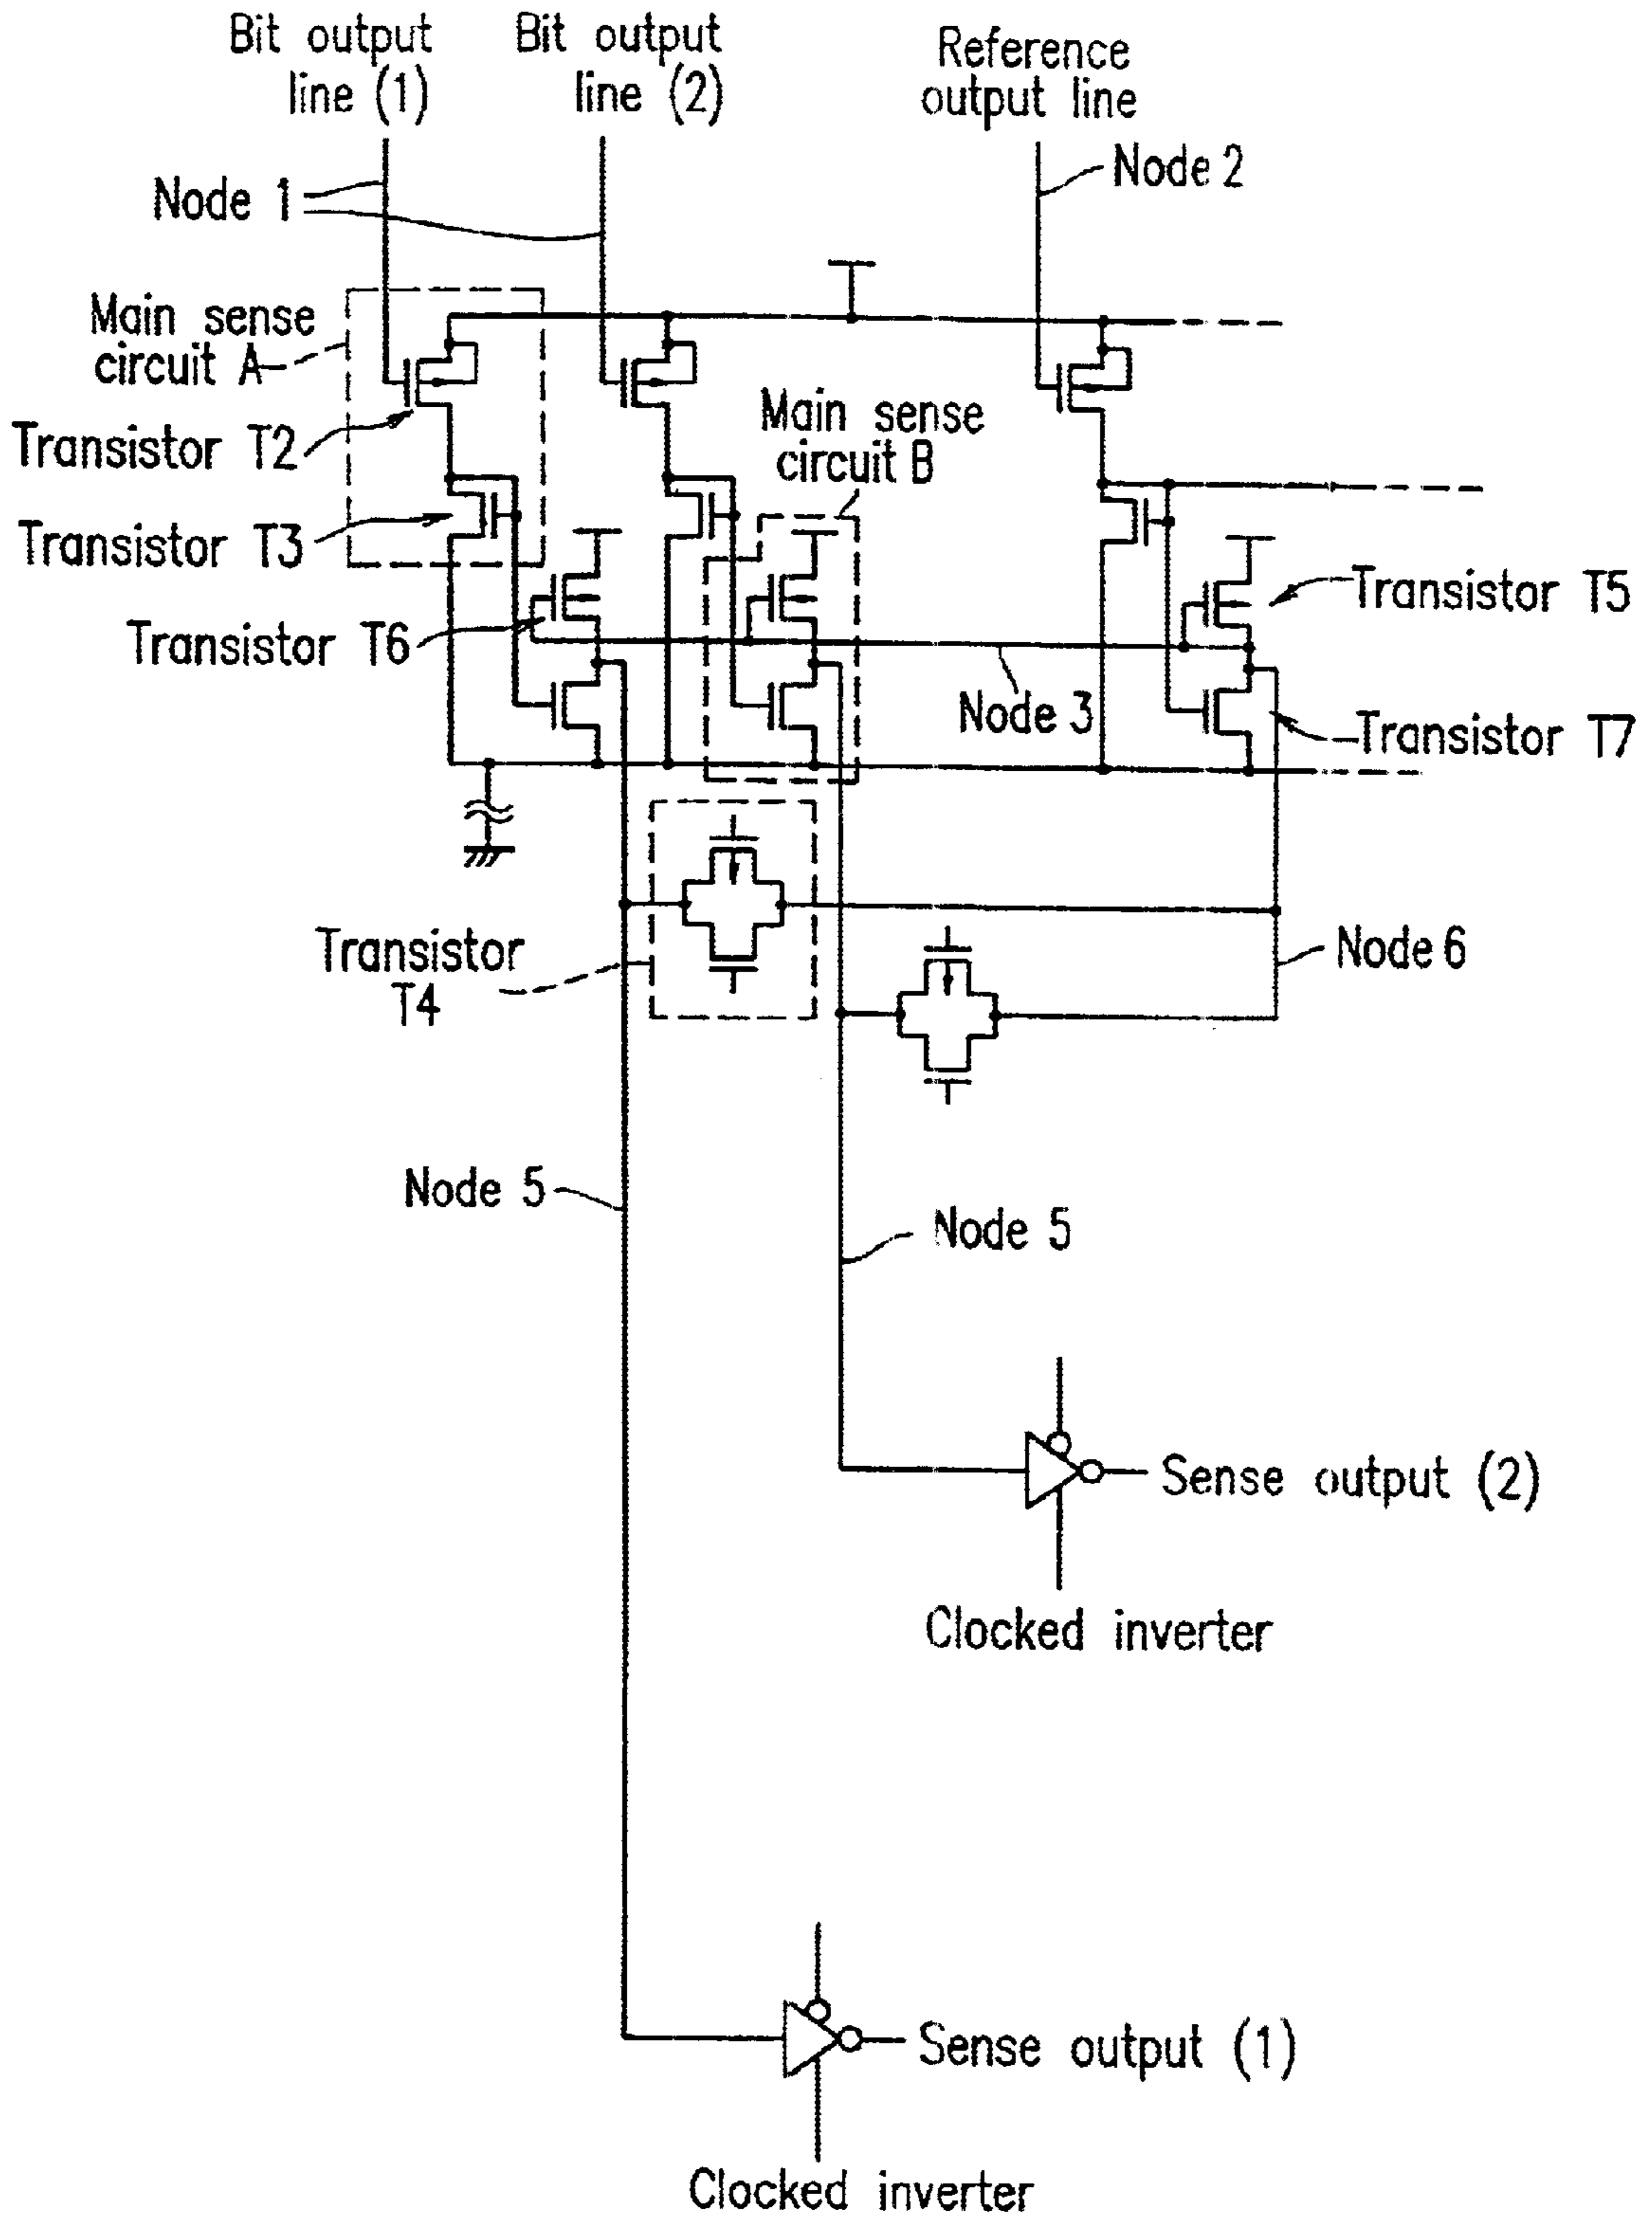 Bit output
line (1)
Bit output
line (2)
Reference
output line
Node 1
Node 2
Main sense
circuit A
Transistor T2
Main sense
circuit B
Transistor T3
Transistor T5
Transistor T6
Node 3
Transistor T7
Transistor
T4
Node 6
Node 5
Node 5
Sense output (2)
Clocked inverter
Sense output (1)
Clocked inverter